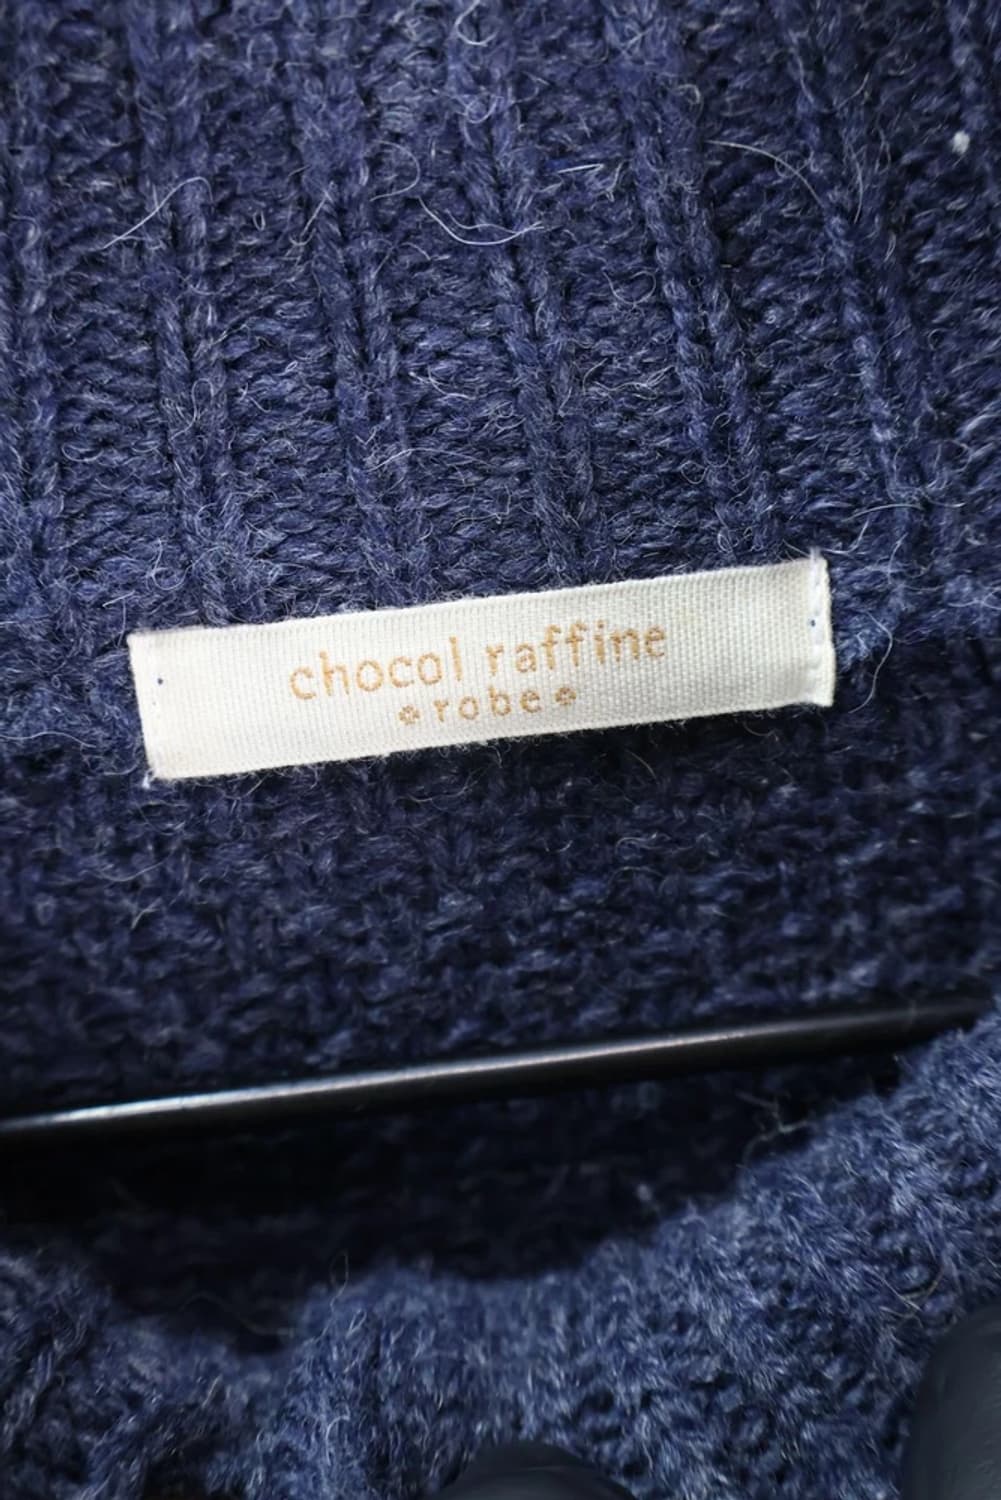 chocol raffine
robe